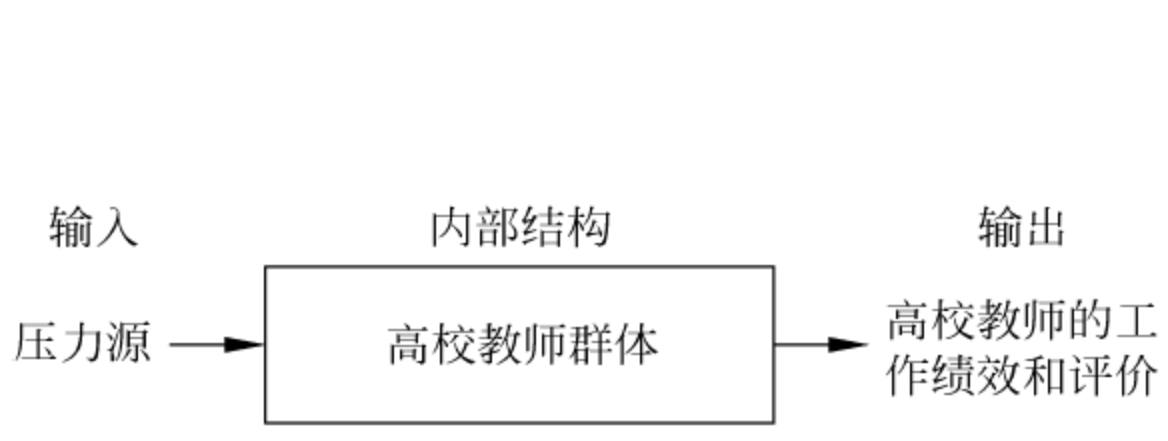 输入
内部结构
输出
压力源
高校教师群体
高校教师的工
作绩效和评价